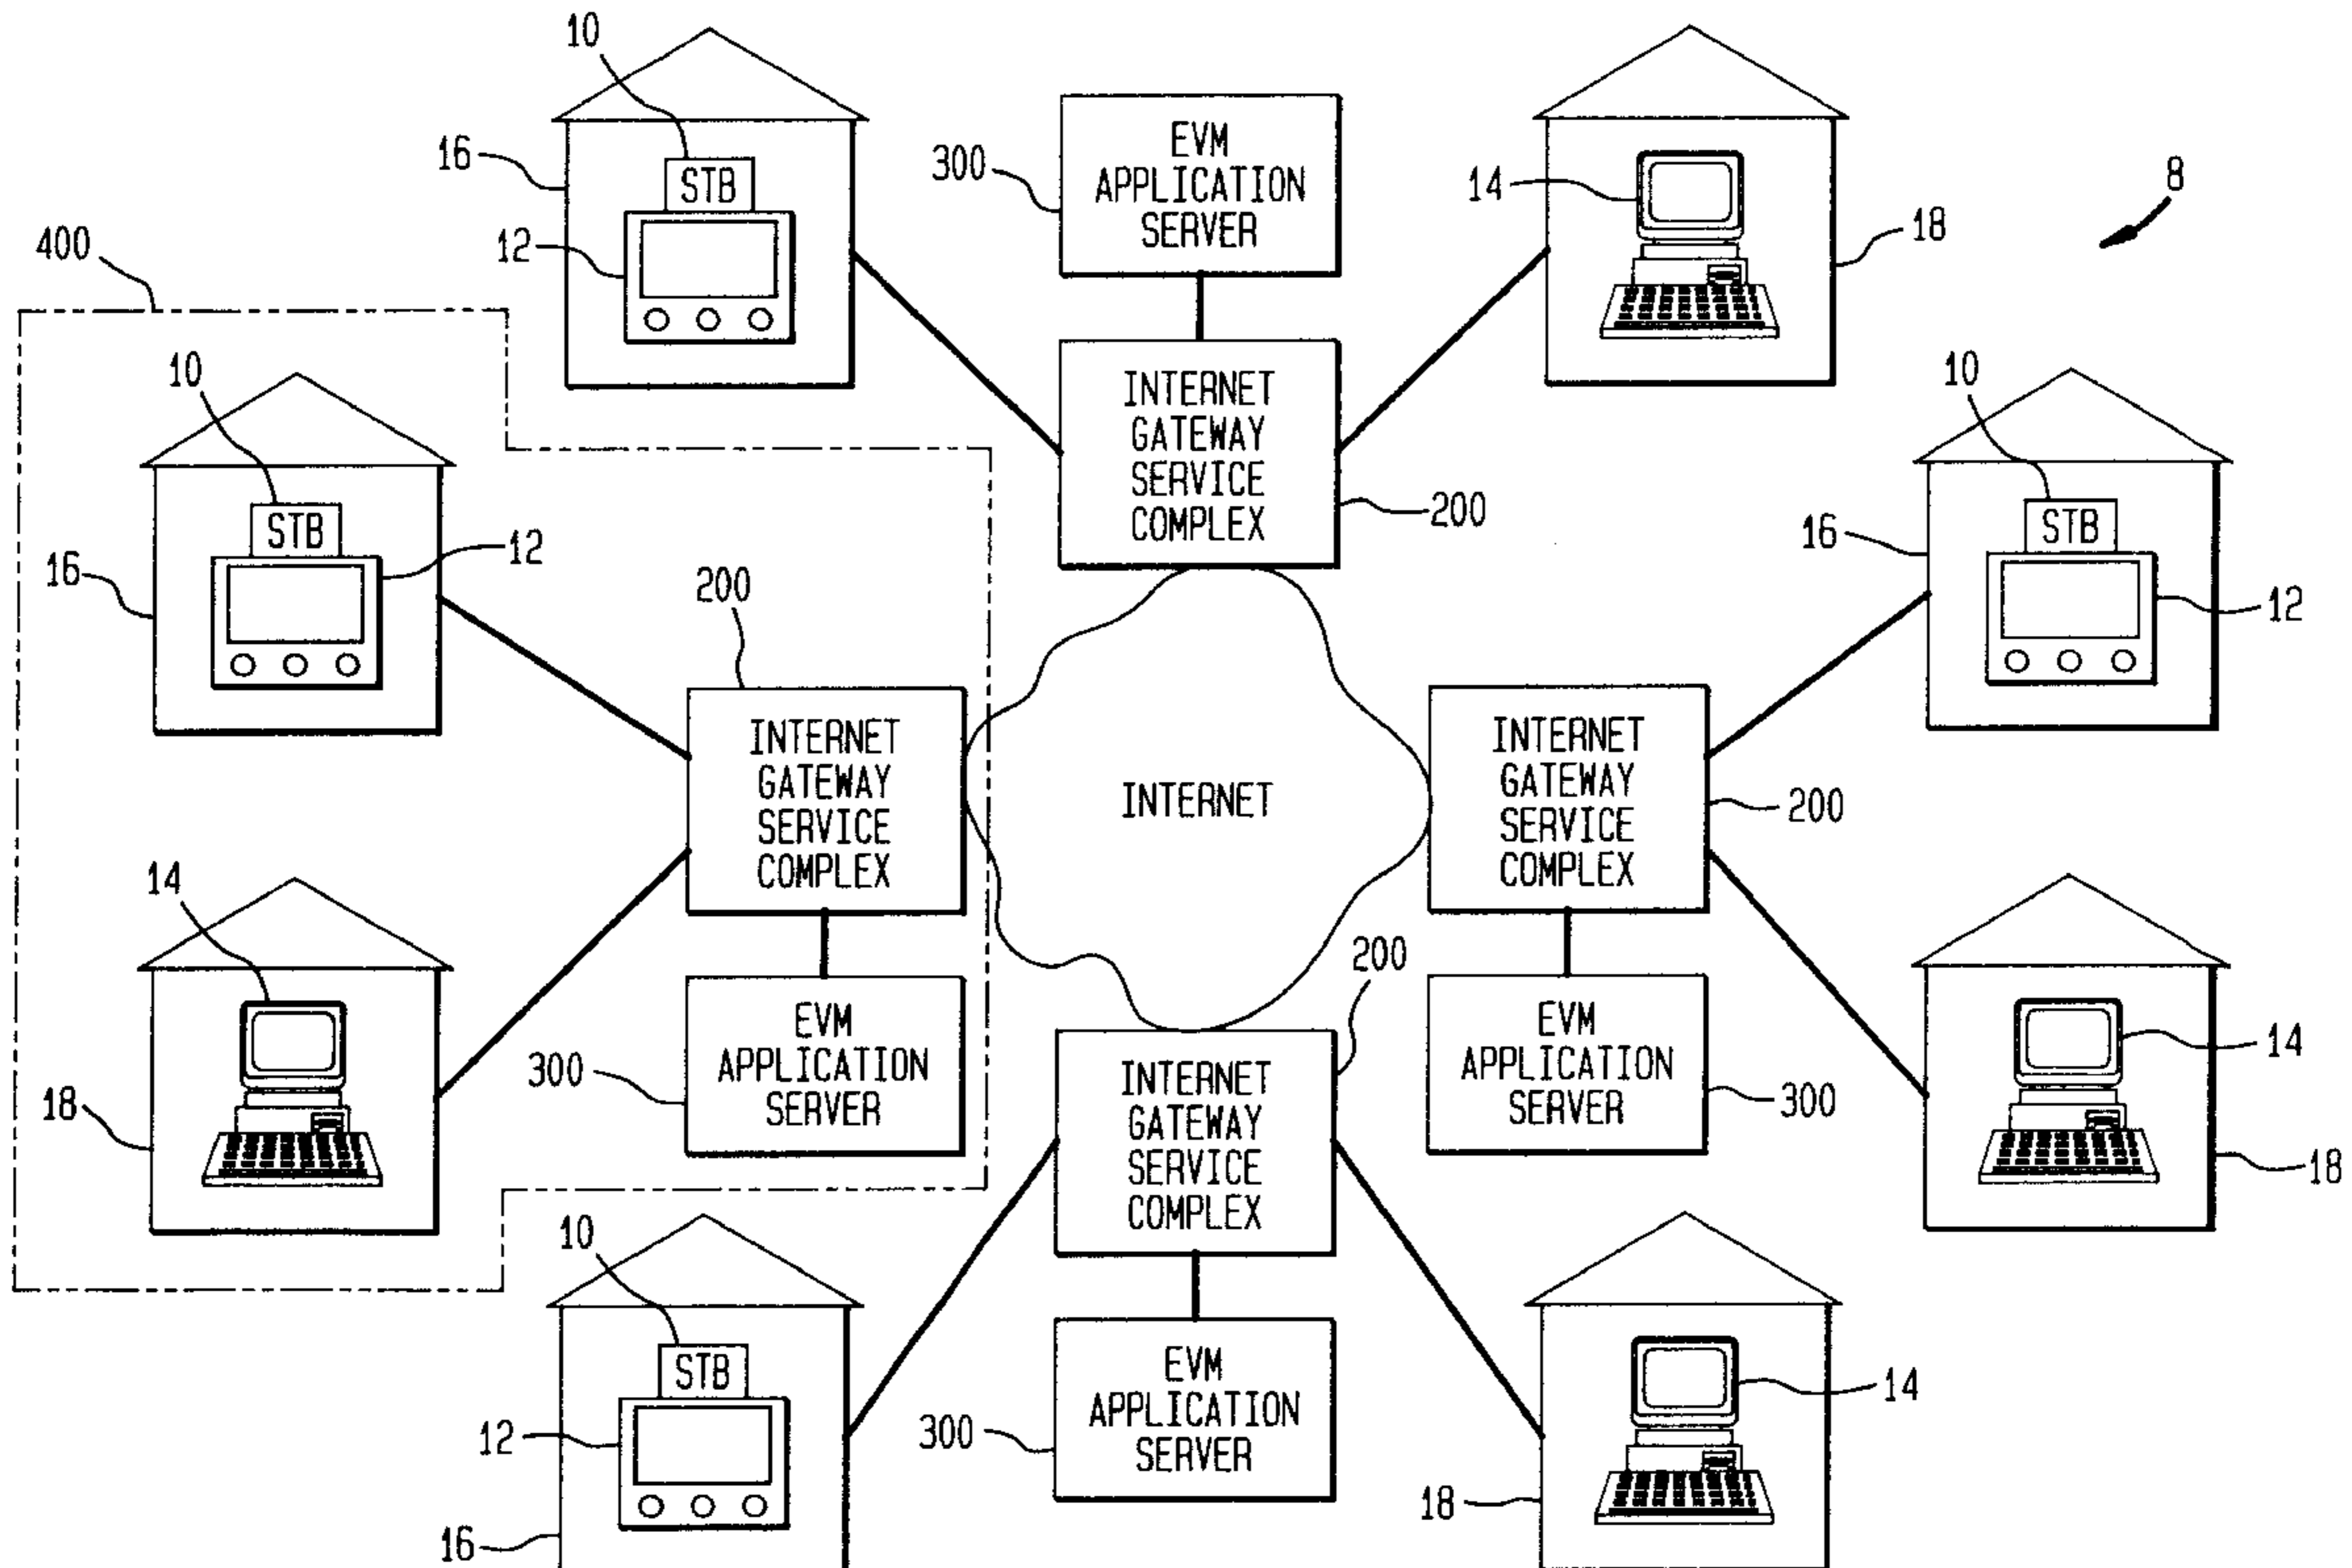 10
16
STB
12
300
EVM
APPLICATION
SERVER
14
18
8
400
10
16
STB
12
INTERNET
GATEWAY
SERVICE
COMPLEX
200
10
16
STB
12
200
INTERNET
GATEWAY
SERVICE
COMPLEX
INTERNET
INTERNET
GATEWAY
SERVICE
COMPLEX
200
14
18
300
EVM
APPLICATION
SERVER
200
INTERNET
GATEWAY
SERVICE
COMPLEX
EVM
APPLICATION
SERVER
300
14
18
10
STB
12
16
300
EVM
APPLICATION
SERVER
14
18